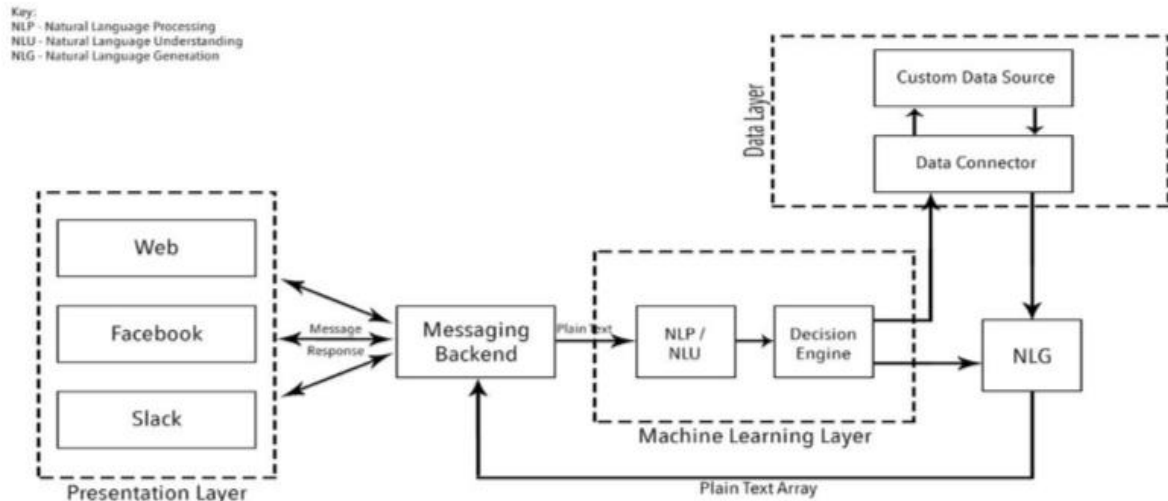 Key:
NLP - Natural Language Processing
NLU - Natural Language Understanding
NLG - Natural Language Generation
Data Layer
Custom Data Source
Data Connector
Web
Facebook
Slack
Presentation Layer
Message
Response
Messaging
Backend
Plain Text
NLP /
NLU
Decision
Engine
Machine Learning Layer
NLG
Plain Text Array